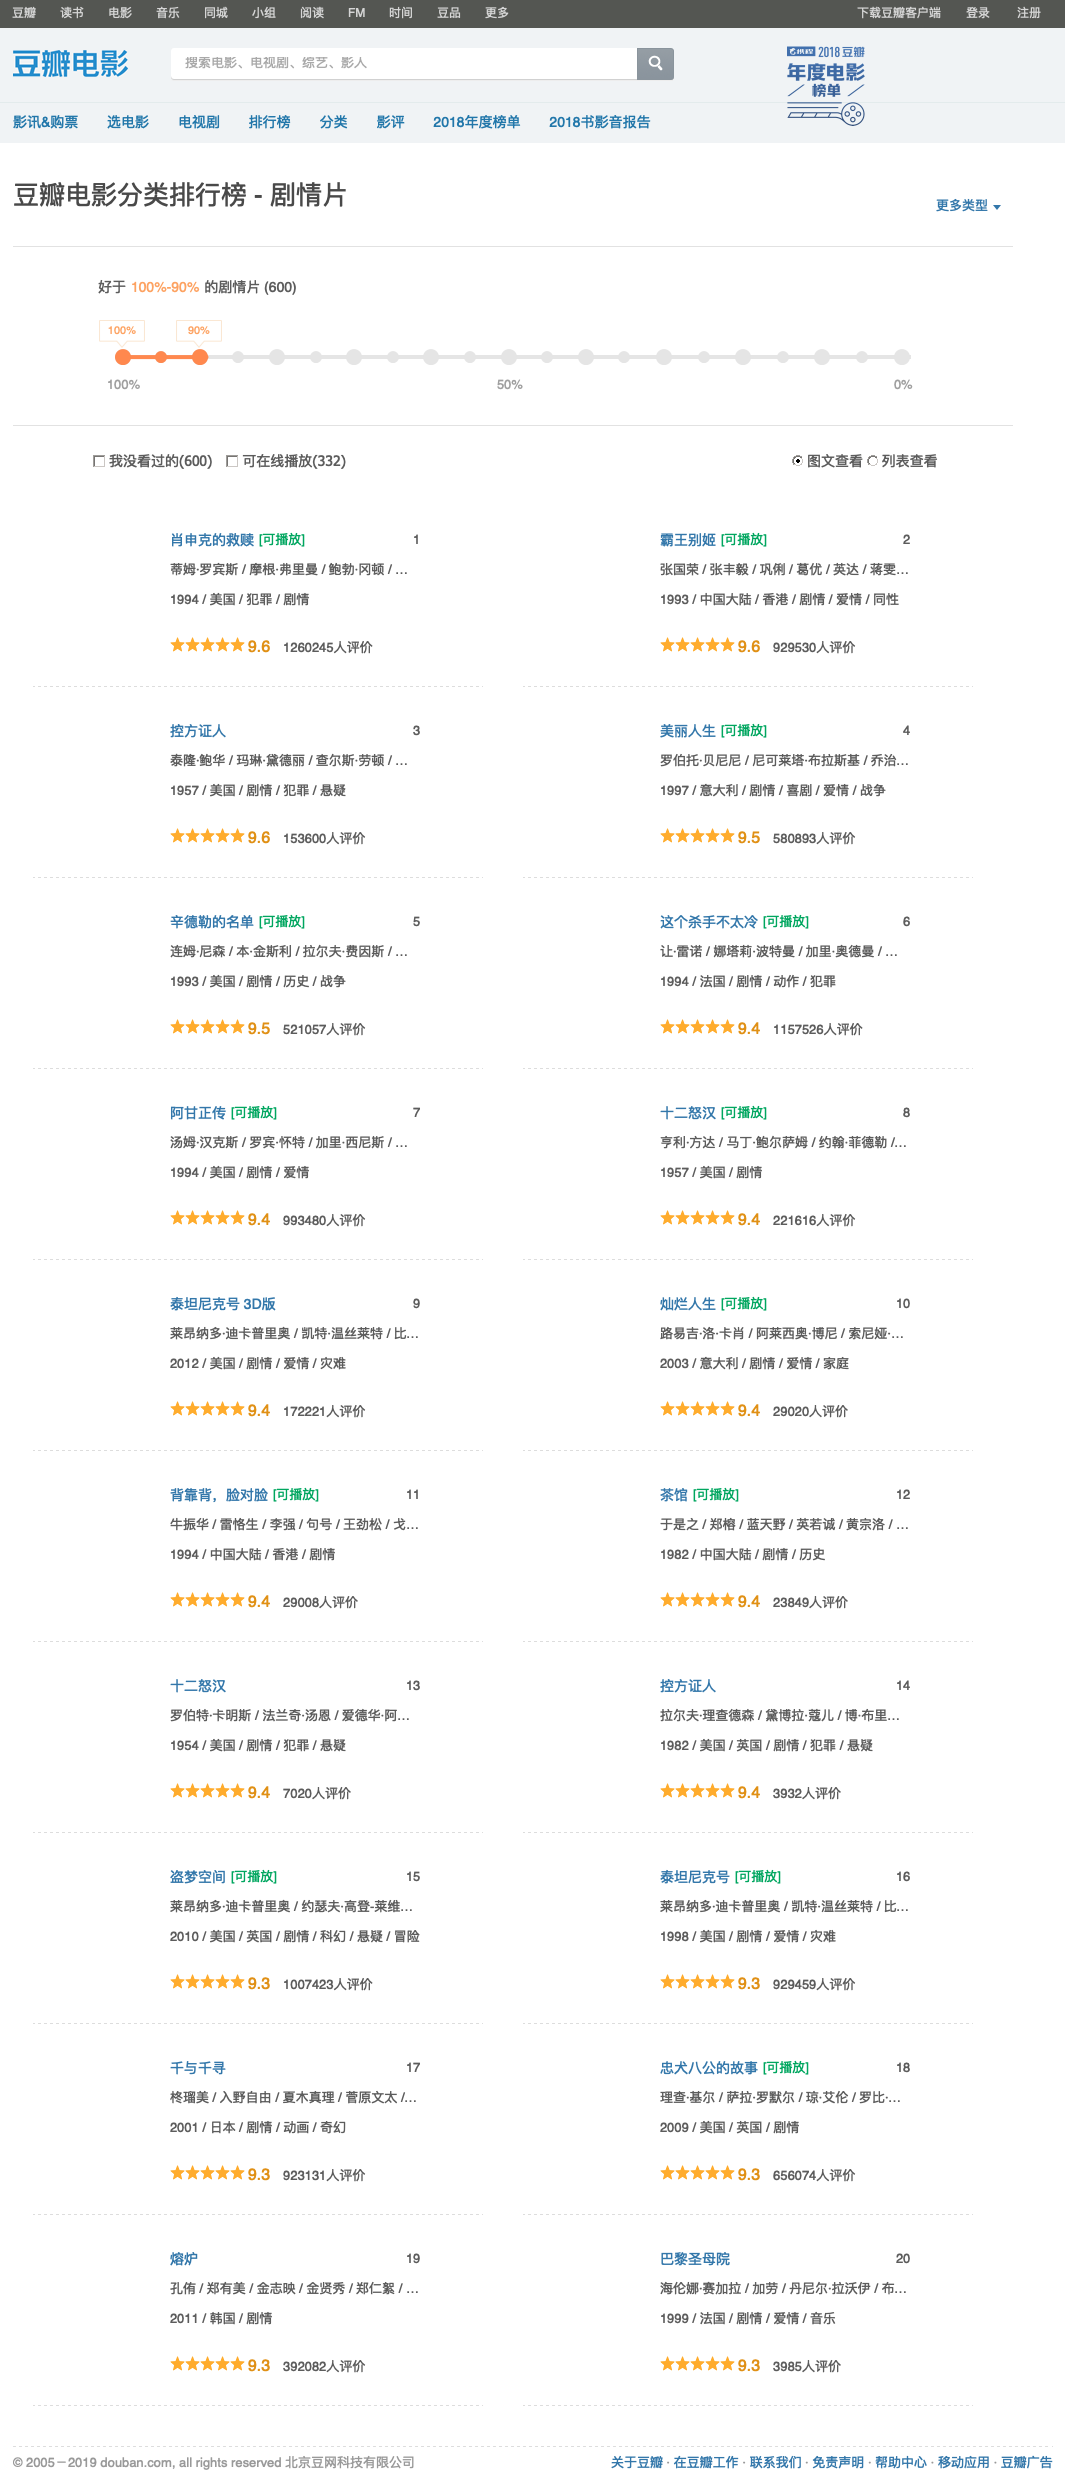 豆瓣 读书 电影 音乐 同城 小组 阅读 FM 时间 豆品 更多 下载豆瓣客户端 登录 注册
豆瓣电影
搜索电影、电视剧、综艺、影人
2018 豆瓣
年度电影
榜单
影讯&购票 选电影 电视剧 排行榜 分类 影评 2018年度榜单 2018书影音报告
豆瓣电影分类排行榜 - 剧情片
更多类型
好于 100%-90% 的剧情片 (600)
100% 90%
100% 50% 0%
我没看过的(600) 可在线播放(332) 图文查看 列表查看
肖申克的救赎 [可播放] 1
蒂姆·罗宾斯 / 摩根·弗里曼 / 鲍勃·冈顿 / ...
1994 / 美国 / 犯罪 / 剧情
9.6 1260245人评价
霸王别姬 [可播放] 2
张国荣 / 张丰毅 / 巩俐 / 葛优 / 英达 / 蒋雯...
1993 / 中国大陆 / 香港 / 剧情 / 爱情 / 同性
9.6 929530人评价
控方证人 3
泰隆·鲍华 / 玛琳·黛德丽 / 查尔斯·劳顿 / ...
1957 / 美国 / 剧情 / 犯罪 / 悬疑
9.6 153600人评价
美丽人生 [可播放] 4
罗伯托·贝尼尼 / 尼可莱塔·布拉斯基 / 乔治...
1997 / 意大利 / 剧情 / 喜剧 / 爱情 / 战争
9.5 580893人评价
辛德勒的名单 [可播放] 5
连姆·尼森 / 本·金斯利 / 拉尔夫·费因斯 / ...
1993 / 美国 / 剧情 / 历史 / 战争
9.5 521057人评价
这个杀手不太冷 [可播放] 6
让·雷诺 / 娜塔莉·波特曼 / 加里·奥德曼 / ...
1994 / 法国 / 剧情 / 动作 / 犯罪
9.4 1157526人评价
阿甘正传 [可播放] 7
汤姆·汉克斯 / 罗宾·怀特 / 加里·西尼斯 / ...
1994 / 美国 / 剧情 / 爱情
9.4 993480人评价
十二怒汉 [可播放] 8
亨利·方达 / 马丁·鲍尔萨姆 / 约翰·菲德勒 /...
1957 / 美国 / 剧情
9.4 221616人评价
泰坦尼克号 3D版 9
莱昂纳多·迪卡普里奥 / 凯特·温丝莱特 / 比...
2012 / 美国 / 剧情 / 爱情 / 灾难
9.4 172221人评价
灿烂人生 [可播放] 10
路易吉·洛·卡肖 / 阿莱西奥·博尼 / 索尼娅·...
2003 / 意大利 / 剧情 / 爱情 / 家庭
9.4 29020人评价
背靠背，脸对脸 [可播放] 11
牛振华 / 雷恪生 / 李强 / 句号 / 王劲松 / 戈...
1994 / 中国大陆 / 香港 / 剧情
9.4 29008人评价
茶馆 [可播放] 12
于是之 / 郑榕 / 蓝天野 / 英若诚 / 黄宗洛 / ...
1982 / 中国大陆 / 剧情 / 历史
9.4 23849人评价
十二怒汉 13
罗伯特·卡明斯 / 法兰奇·汤恩 / 爱德华·阿...
1954 / 美国 / 剧情 / 犯罪 / 悬疑
9.4 7020人评价
控方证人 14
拉尔夫·理查德森 / 黛博拉·蔻儿 / 博·布里...
1982 / 美国 / 英国 / 剧情 / 犯罪 / 悬疑
9.4 3932人评价
盗梦空间 [可播放] 15
莱昂纳多·迪卡普里奥 / 约瑟夫·高登-莱维...
2010 / 美国 / 英国 / 剧情 / 科幻 / 悬疑 / 冒险
9.3 1007423人评价
泰坦尼克号 [可播放] 16
莱昂纳多·迪卡普里奥 / 凯特·温丝莱特 / 比...
1998 / 美国 / 剧情 / 爱情 / 灾难
9.3 929459人评价
千与千寻 17
柊瑠美 / 入野自由 / 夏木真理 / 菅原文太 /...
2001 / 日本 / 剧情 / 动画 / 奇幻
9.3 923131人评价
忠犬八公的故事 [可播放] 18
理查·基尔 / 萨拉·罗默尔 / 琼·艾伦 / 罗比·...
2009 / 美国 / 英国 / 剧情
9.3 656074人评价
熔炉 19
孔侑 / 郑有美 / 金志映 / 金贤秀 / 郑仁絮 / ...
2011 / 韩国 / 剧情
9.3 392082人评价
巴黎圣母院 20
海伦娜·赛加拉 / 加劳 / 丹尼尔·拉沃伊 / 布...
1999 / 法国 / 剧情 / 爱情 / 音乐
9.3 3985人评价
© 2005－2019 douban.com, all rights reserved 北京豆网科技有限公司 关于豆瓣 · 在豆瓣工作 · 联系我们 · 免责声明 · 帮助中心 · 移动应用 · 豆瓣广告